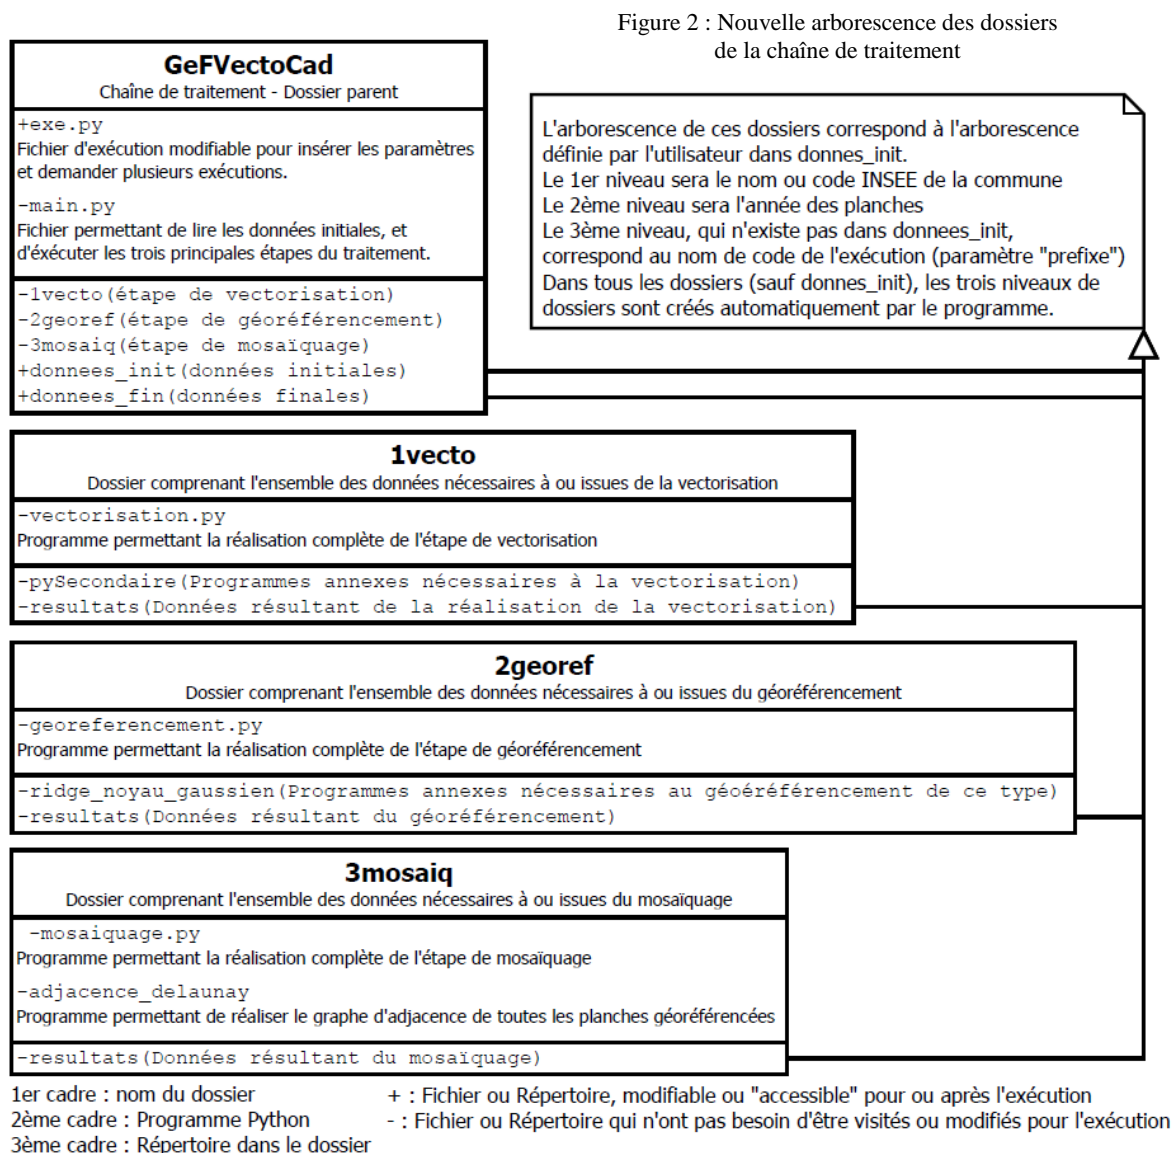 Figure 2 : Nouvelle arborescence des dossiers
de la chaîne de traitement
GeFVectoCad
Chaîne de traitement - Dossier parent
+exe.py
Fichier d'exécution modifiable pour insérer les paramètres
et demander plusieurs exécutions.
-main.py
Fichier permettant de lire les données initiales, et
d'éxécuter les trois principales étapes du traitement.
-1vecto(étape de vectorisation)
-2georef(étape de géoréférencement)
-3mosaiq(étape de mosaïquage)
+donnees_init(données initiales)
+donnees_fin(données finales)
L'arborescence de ces dossiers correspond à l'arborescence
définie par l'utilisateur dans donnes_init.
Le 1er niveau sera le nom ou code INSEE de la commune
Le 2ème niveau sera l'année des planches
Le 3ème niveau, qui n'existe pas dans donnees_init,
correspond au nom de code de l'exécution (paramètre "prefixe")
Dans tous les dossiers (sauf donnes_init), les trois niveaux de
dossiers sont créés automatiquement par le programme.
1vecto
Dossier comprenant l'ensemble des données nécessaires à ou issues de la vectorisation
-vectorisation.py
Programme permettant la réalisation complète de l'étape de vectorisation
-pySecondaire(Programmes annexes nécessaires à la vectorisation)
-resultats(Données résultant de la réalisation de la vectorisation)
2georef
Dossier comprenant l'ensemble des données nécessaires à ou issues du géoréférencement
-georeferencement.py
Programme permettant la réalisation complète de l'étape de géoréférencement
-ridge_noyau_gaussien(Programmes annexes nécessaires au géoéréférencement de ce type)
-resultats(Données résultant du géoréférencement)
3mosaiq
Dossier comprenant l'ensemble des données nécessaires à ou issues du mosaïquage
-mosaiquage.py
Programme permettant la réalisation complète de l'étape de mosaïquage
-adjacence_delaunay
Programme permettant de réaliser le graphe d'adjacence de toutes les planches géoréférencées
-resultats(Données résultant du mosaïquage)
1er cadre : nom du dossier
2ème cadre : Programme Python
3ème cadre : Répertoire dans le dossier
+ : Fichier ou Répertoire, modifiable ou "accessible" pour ou après l'exécution
- : Fichier ou Répertoire qui n'ont pas besoin d'être visités ou modifiés pour l'exécution